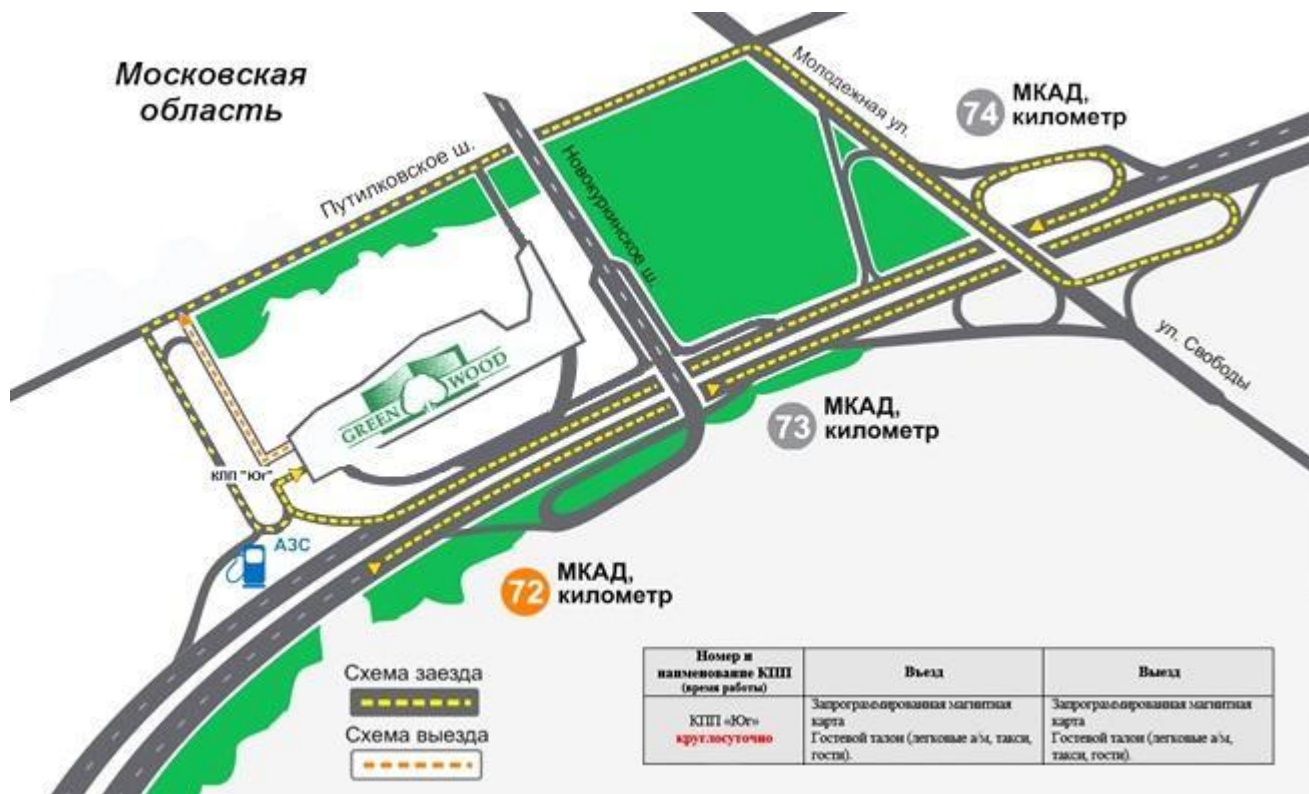 Московская
область
Молодежная ул.
74
МКАД,
километр
Путилковское ш.
Новокуркинское ш.
GREEN WOOD
ул. Свободы
73
МКАД,
километр
КПП "Юг"
АЗС
72
МКАД,
километр
Схема заезда
Схема выезда
Номер и
наименование КПП
(время работы)
Въезд
Выезд
КПП «Юг»
круглосуточно
Запрограммированная магнитная
карта
Гостевой талон (легковые а/м, такси,
гости).
Запрограммированная магнитная
карта
Гостевой талон (легковые а/м,
такси, гости).